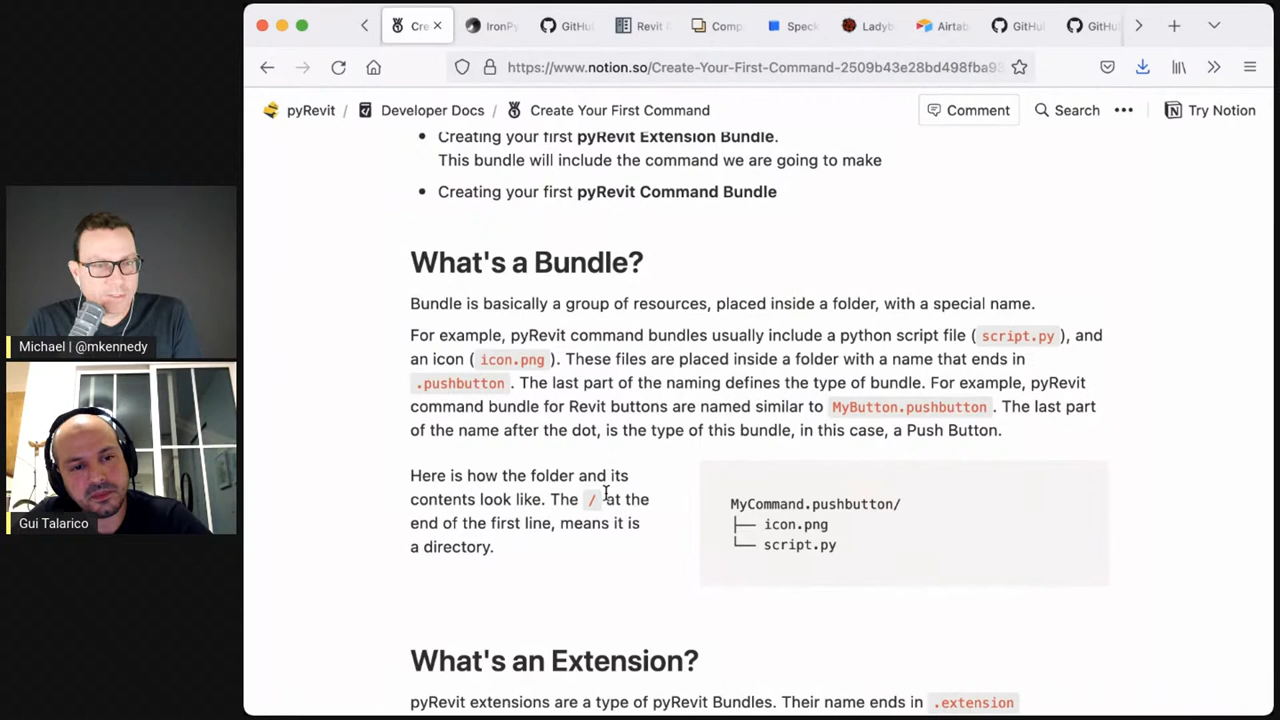 Cre
IronPy
GitHub
Revit
Comp
Speck
Ladyb
Airtab
GitHu
GitHu
https://www.notion.so/Create-Your-First-Command-2509b43e28bd498fba93
pyRevit / Developer Docs / Create Your First Command
Comment
Search
Try Notion
• Creating your first pyRevit Extension Bundle.
This bundle will include the command we are going to make
• Creating your first pyRevit Command Bundle
What's a Bundle?
Bundle is basically a group of resources, placed inside a folder, with a special name.
For example, pyRevit command bundles usually include a python script file ( script.py ), and
an icon ( icon.png ). These files are placed inside a folder with a name that ends in
.pushbutton . The last part of the naming defines the type of bundle. For example, pyRevit
command bundle for Revit buttons are named similar to MyButton.pushbutton . The last part
of the name after the dot, is the type of this bundle, in this case, a Push Button.
Here is how the folder and its
contents look like. The / at the
end of the first line, means it is
a directory.
MyCommand.pushbutton/
├── icon.png
└── script.py
What's an Extension?
pyRevit extensions are a type of pyRevit Bundles. Their name ends in .extension
Michael | @mkennedy
Gui Talarico